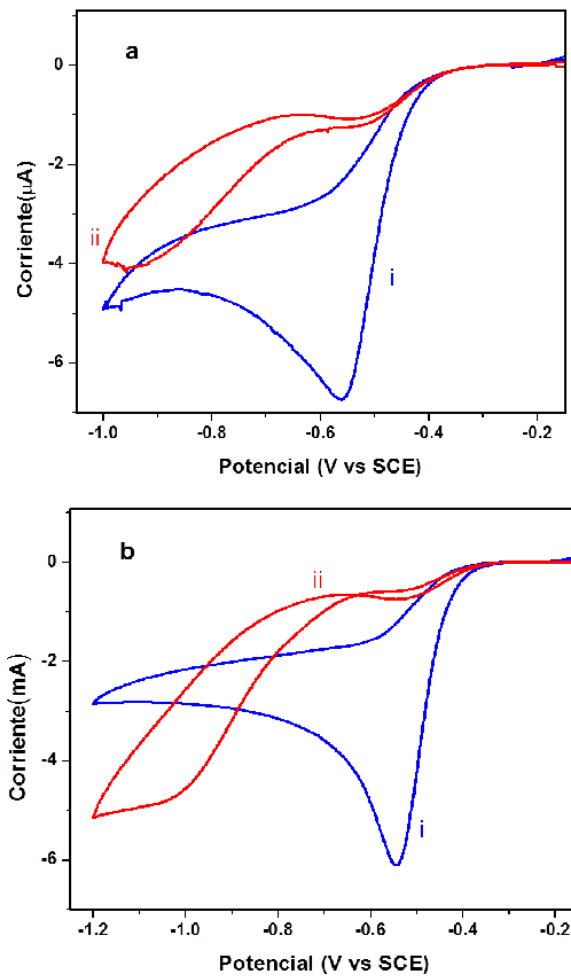 a
0
-2
-4
-6
Corriente(μA)
ii
i
-1.0 -0.8 -0.6 -0.4 -0.2
Potencial (V vs SCE)
b
0
-2
-4
-6
Corriente(mA)
ii
i
-1.2 -1.0 -0.8 -0.6 -0.4 -0.2
Potencial (V vs SCE)